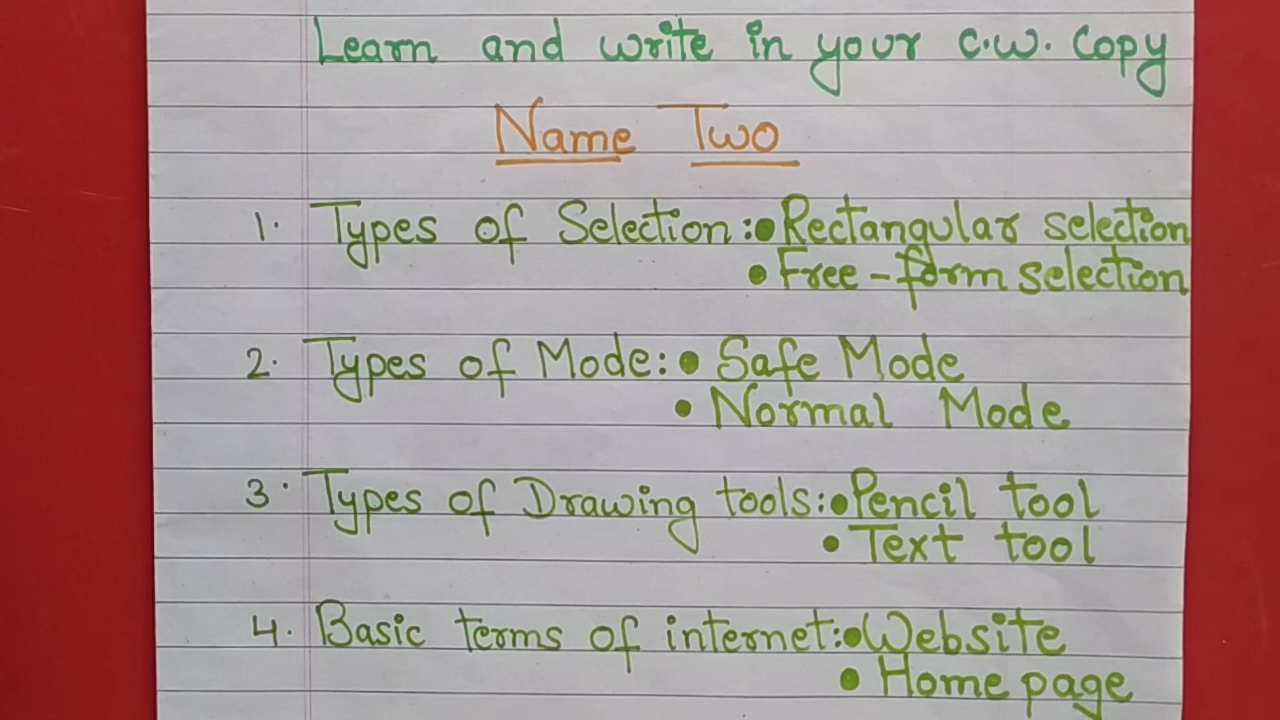 Learn and write in your c.w. Copy
Name Two
1. Types of Selection : • Rectangular selection
• Free - form selection
2. Types of Mode : • Safe Mode
• Normal Mode
3. Types of Drawing tools : • Pencil tool
• Text tool
4. Basic terms of internet : • Website
• Home page